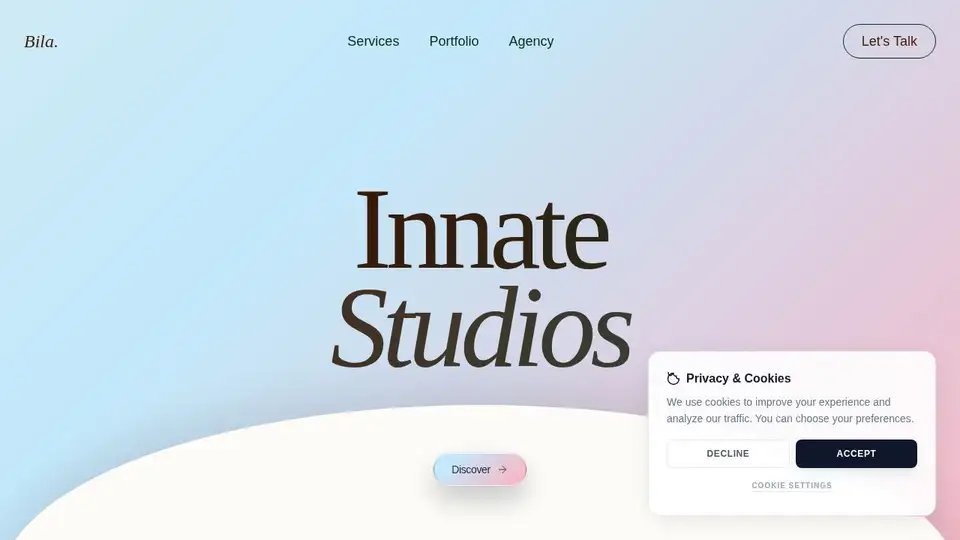 Bila.
Services
Portfolio
Agency
Let's Talk
Innate
Studios
Discover
Privacy & Cookies
We use cookies to improve your experience and
analyze our traffic. You can choose your preferences.
DECLINE
ACCEPT
COOKIE SETTINGS